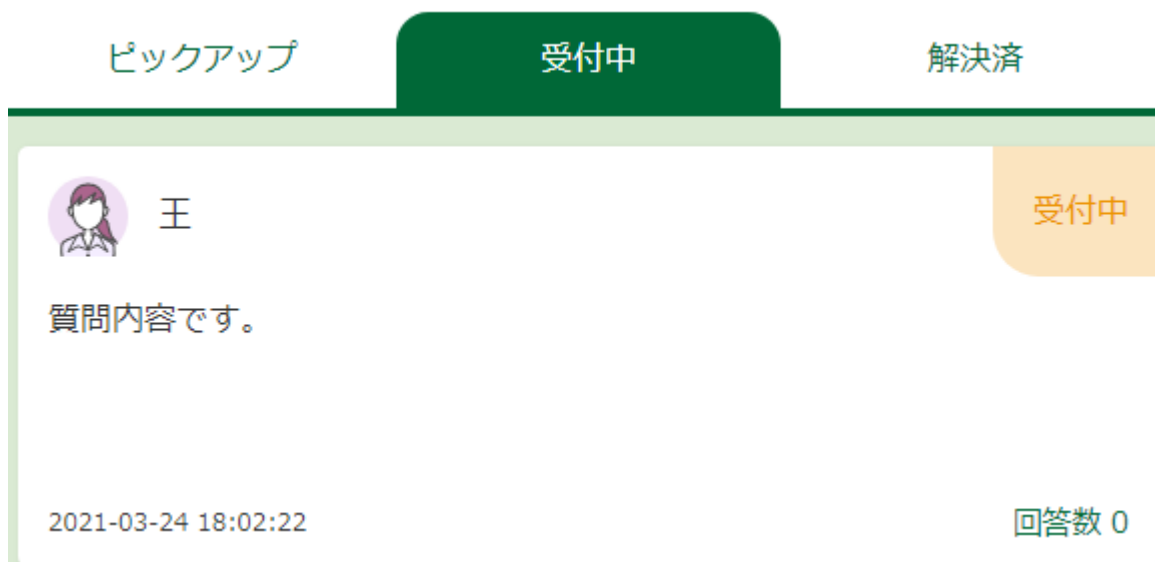 ピックアップ 受付中 解決済
王 受付中
質問内容です。
2021-03-24 18:02:22 回答数 0